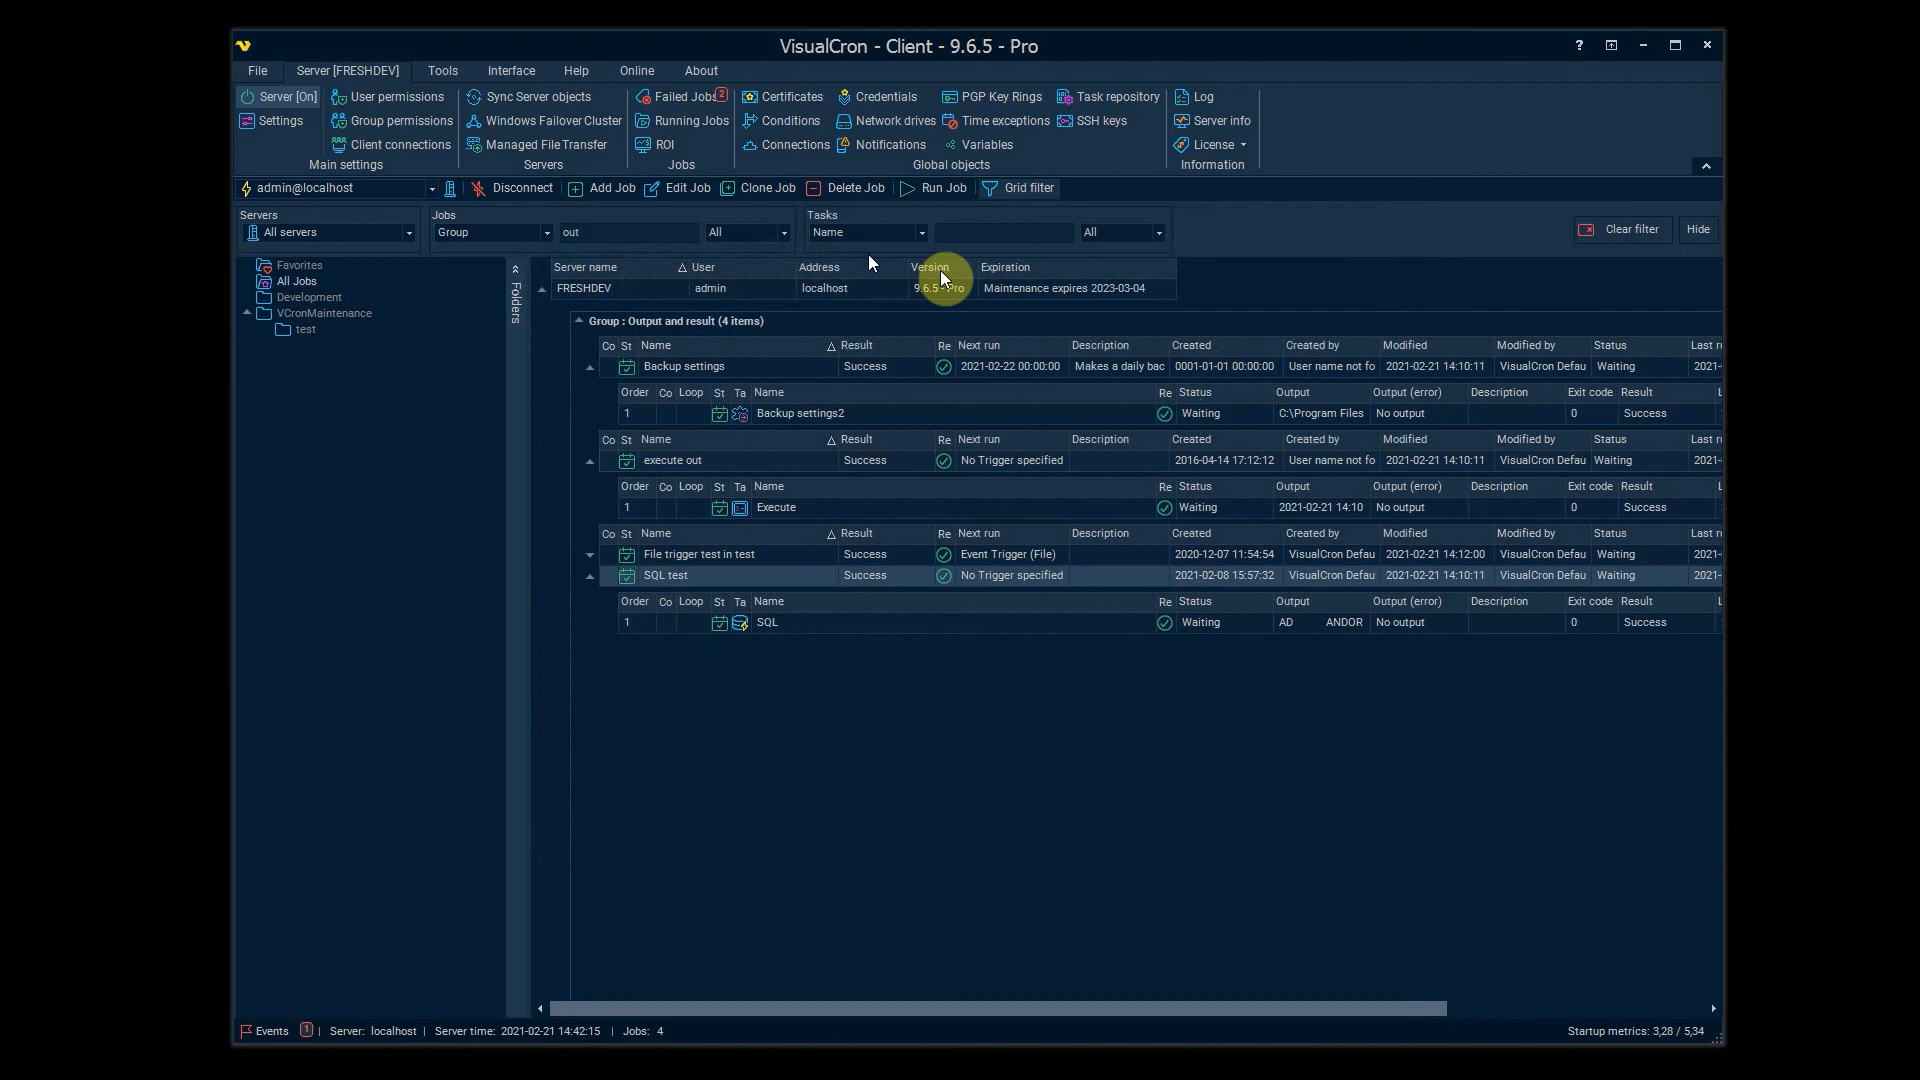 VisualCron - Client - 9.6.5 - Pro
File Server [FRESHDEV] Tools Interface Help Online About
Server [On] User permissions Sync Server objects Failed Jobs 2 Certificates Credentials PGP Key Rings Task repository Log
Settings Group permissions Windows Failover Cluster Running Jobs Conditions Network drives Time exceptions SSH keys Server info
Client connections Managed File Transfer ROI Connections Notifications Variables License
Main settings Servers Jobs Global objects Information
admin@localhost Disconnect Add Job Edit Job Clone Job Delete Job Run Job Grid filter
Servers Jobs Tasks
All servers Group out All Name All Clear filter Hide
Favorites
All Jobs
Development
VCronMaintenance
test
Folders
Server name User Address Version Expiration
FRESHDEV admin localhost 9.6.5 - Pro Maintenance expires 2023-03-04
Group : Output and result (4 items)
Co St Name Result Re Next run Description Created Created by Modified Modified by Status Last ru
Backup settings Success 2021-02-22 00:00:00 Makes a daily bac 0001-01-01 00:00:00 User name not fo 2021-02-21 14:10:11 VisualCron Defau Waiting 2021-
Order Co Loop St Ta Name Re Status Output Output (error) Description Exit code Result L
1 Backup settings2 Waiting C:\Program Files No output 0 Success
Co St Name Result Re Next run Description Created Created by Modified Modified by Status Last ru
execute out Success No Trigger specified 2016-04-14 17:12:12 User name not fo 2021-02-21 14:10:11 VisualCron Defau Waiting 2021-
Order Co Loop St Ta Name Re Status Output Output (error) Description Exit code Result L
1 Execute Waiting 2021-02-21 14:10 No output 0 Success
Co St Name Result Re Next run Description Created Created by Modified Modified by Status Last ru
File trigger test in test Success Event Trigger (File) 2020-12-07 11:54:54 VisualCron Defau 2021-02-21 14:12:00 VisualCron Defau Waiting 2021-
SQL test Success No Trigger specified 2021-02-08 15:57:32 VisualCron Defau 2021-02-21 14:10:11 VisualCron Defau Waiting 2021-
Order Co Loop St Ta Name Re Status Output Output (error) Description Exit code Result L
1 SQL Waiting AD ANDOR No output 0 Success
Events 1 | Server: localhost | Server time: 2021-02-21 14:42:15 | Jobs: 4 Startup metrics: 3,28 / 5,34